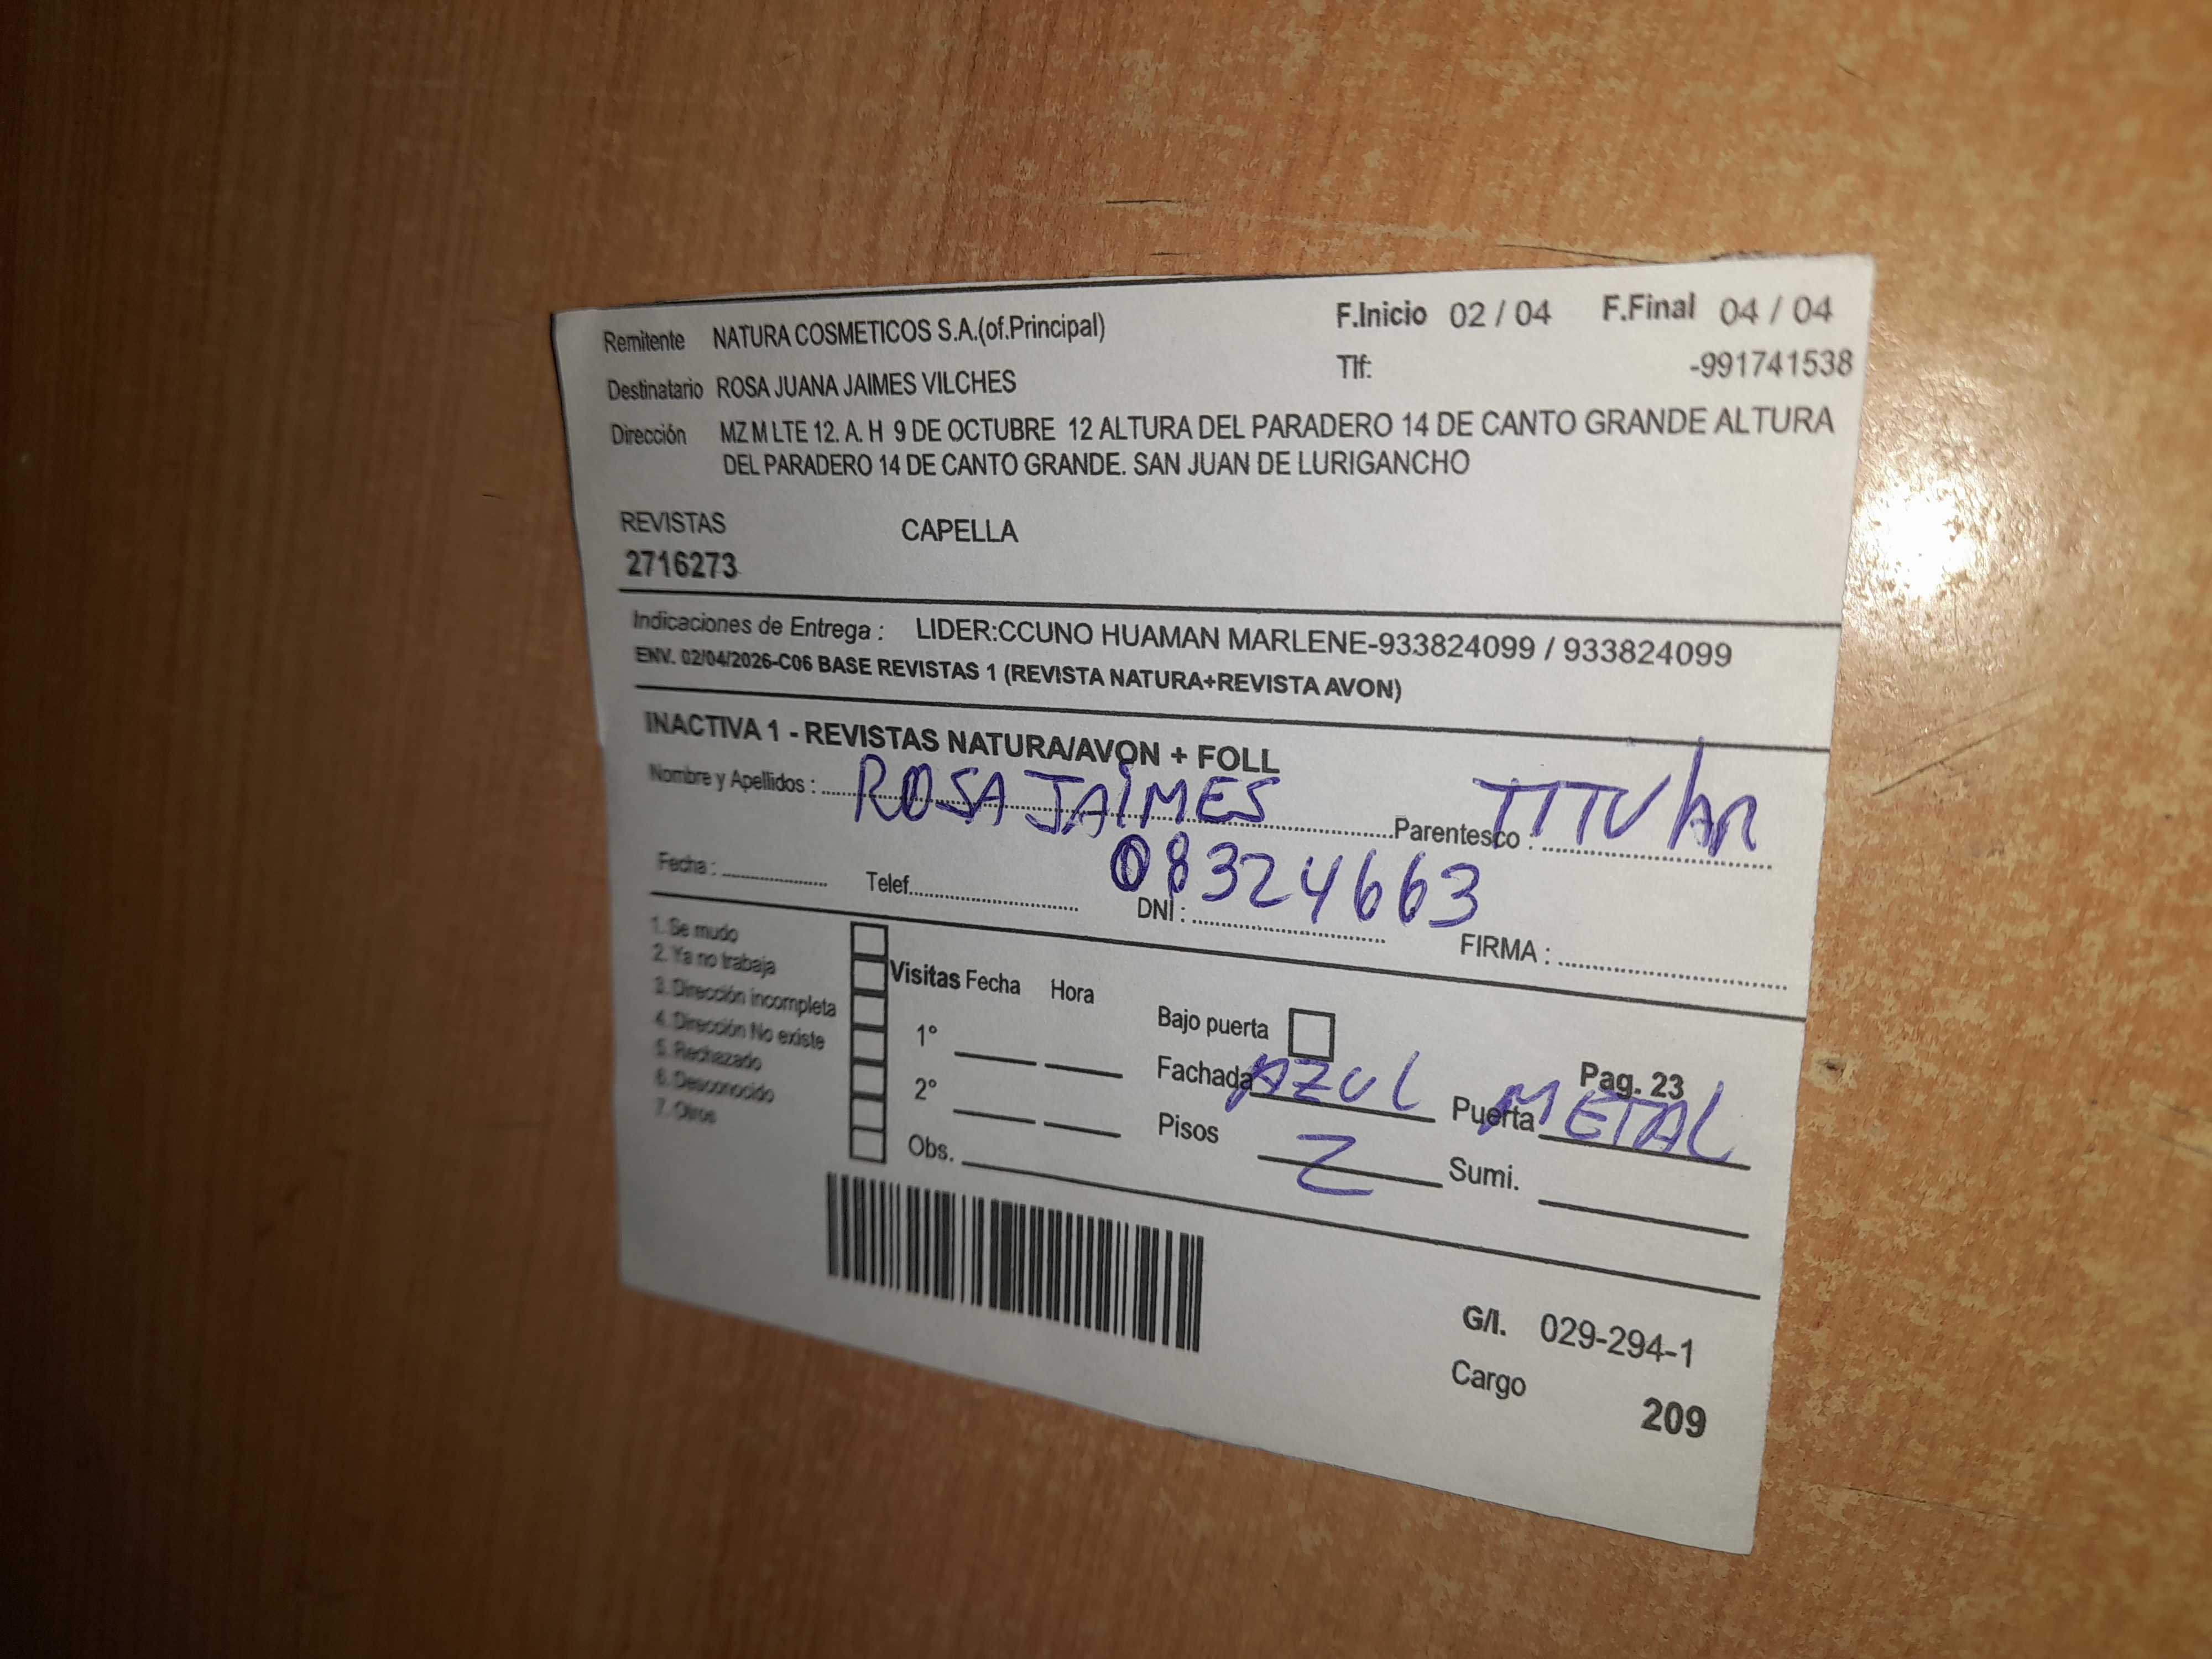 Remitente NATURA COSMETICOS S.A.(of.Principal) F.Inicio 02 / 04 F.Final 04 / 04
Destinatario ROSA JUANA JAIMES VILCHES Tlf: -991741538
Dirección MZ M LTE 12. A. H 9 DE OCTUBRE 12 ALTURA DEL PARADERO 14 DE CANTO GRANDE ALTURA
DEL PARADERO 14 DE CANTO GRANDE. SAN JUAN DE LURIGANCHO
REVISTAS CAPELLA
2716273
Indicaciones de Entrega : LIDER:CCUNO HUAMAN MARLENE-933824099 / 933824099
ENV. 02/04/2026-C06 BASE REVISTAS 1 (REVISTA NATURA+REVISTA AVON)
INACTIVA 1 - REVISTAS NATURA/AVON + FOLL
Nombre y Apellidos : ROSA JAIMES Parentesco : TITULAR
Fecha : Telef. DNI : 08324663 FIRMA :
1. Se mudo
2. Ya no trabaja
3. Dirección incompleta
4. Dirección No existe
5. Rechazado
6. Desconocido
7. Otros
Visitas Fecha Hora
1°
2°
Obs.
Bajo puerta
Pag. 23
Fachada AZUL Puerta METAL
Pisos 2 Sumi.
G/I. 029-294-1
Cargo 209